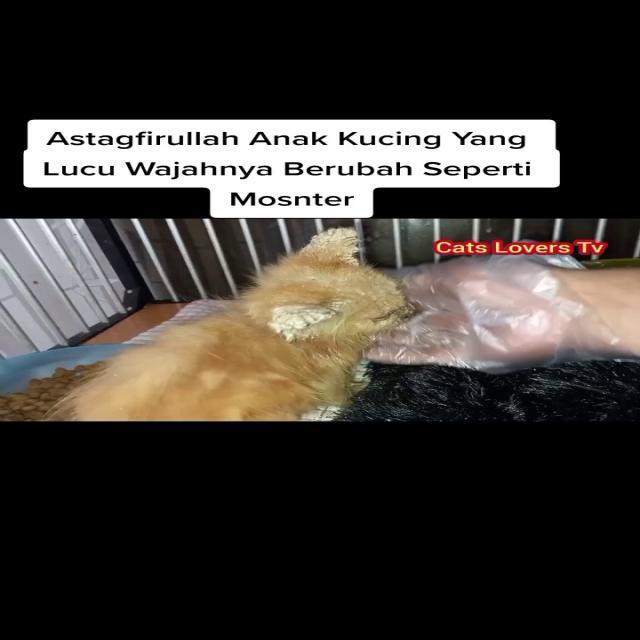 Astagfirullah Anak Kucing Yang
Lucu Wajahnya Berubah Seperti
Mosnter
Cats Lovers Tv